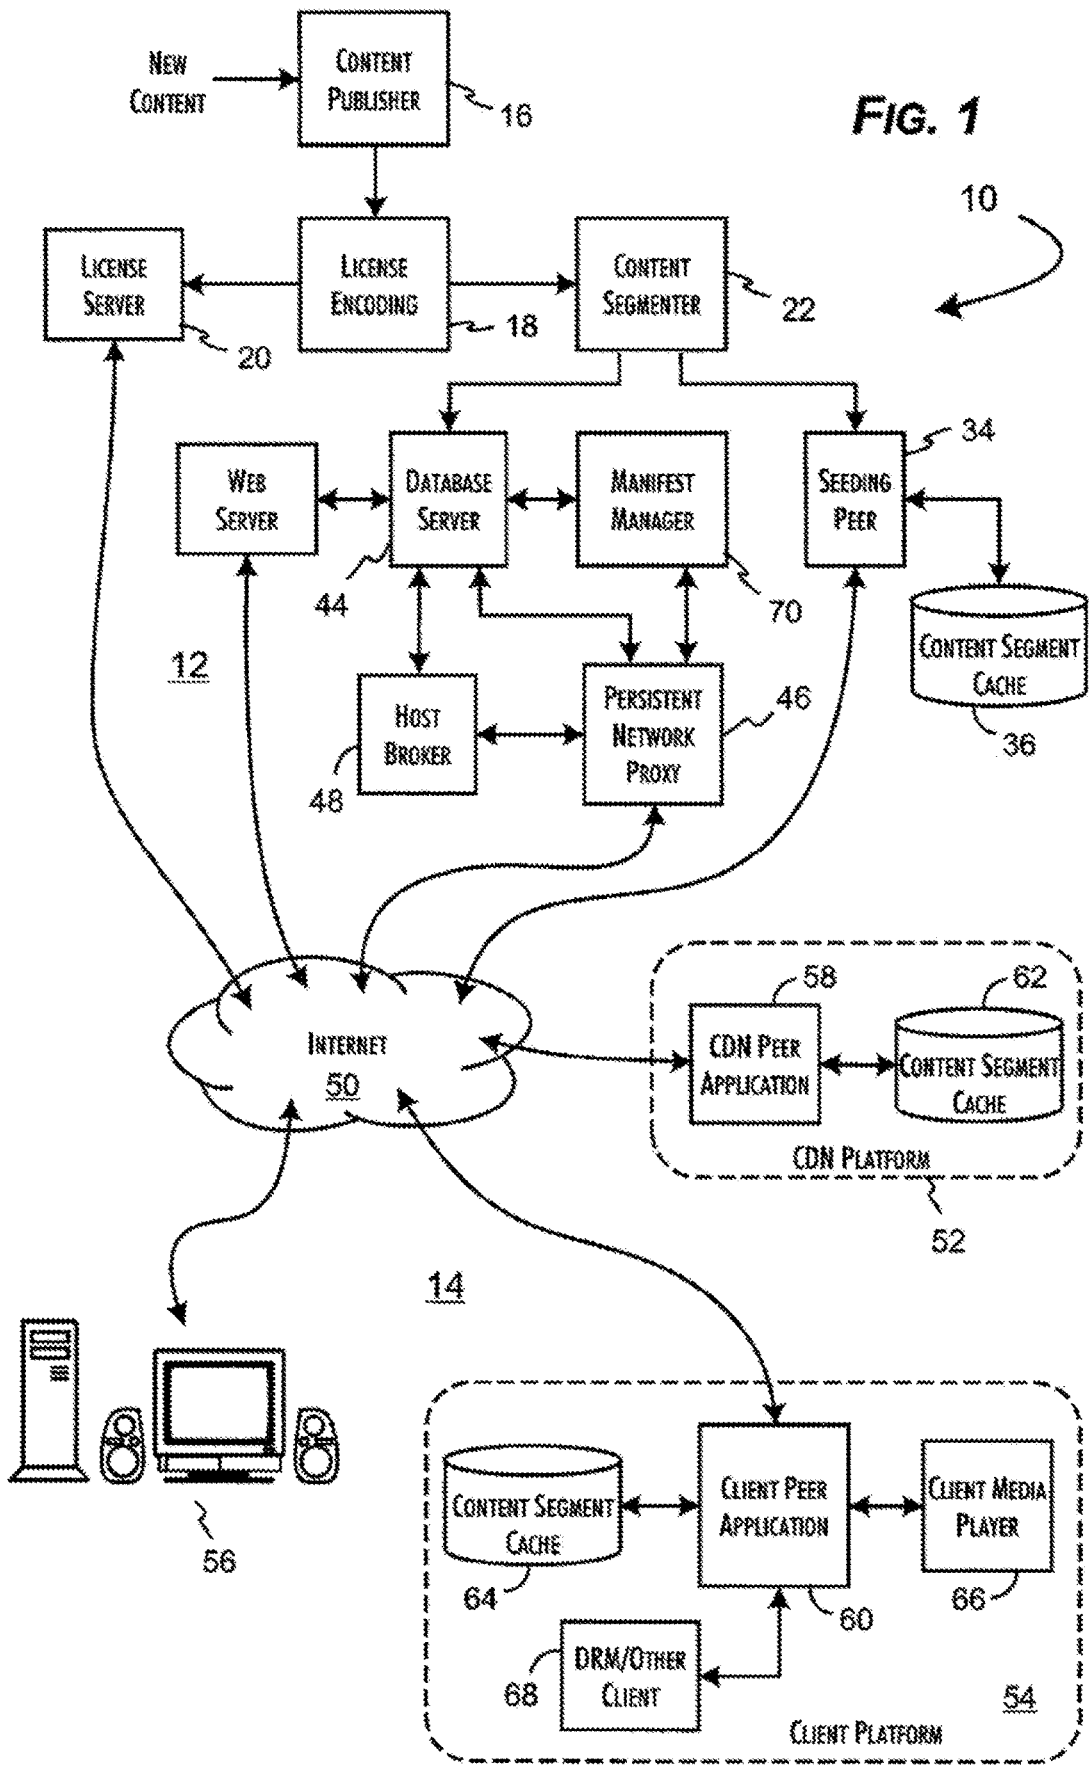 NEW
CONTENT
CONTENT
PUBLISHER
16
FIG. 1
10
LICENSE
SERVER
20
LICENSE
ENCODING
18
CONTENT
SEGMENTER
22
WEB
SERVER
DATABASE
SERVER
44
MANIFEST
MANAGER
70
SEEDING
PEER
34
CONTENT SEGMENT
CACHE
36
12
HOST
BROKER
48
PERSISTENT
NETWORK
PROXY
46
INTERNET
50
58
CDN PEER
APPLICATION
62
CONTENT SEGMENT
CACHE
CDN PLATFORM
52
14
56
CONTENT SEGMENT
CACHE
64
CLIENT PEER
APPLICATION
60
CLIENT MEDIA
PLAYER
66
DRM/OTHER
CLIENT
68
54
CLIENT PLATFORM